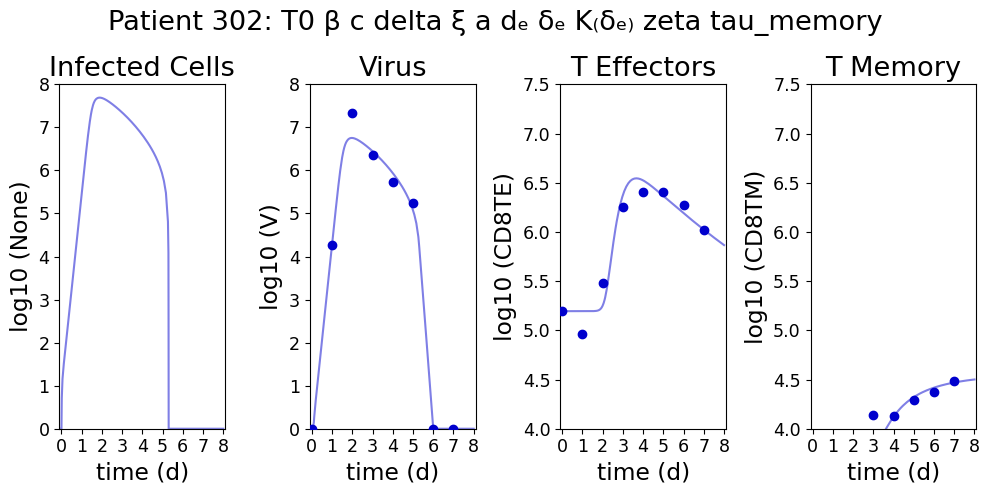 Patient 302: T0 β c delta ξ a dₑ δₑ K₍δₑ₎ zeta tau_memory
Infected Cells
Virus
T Effectors
T Memory
log10 (None)
8
7
6
5
4
3
2
1
0
0 1 2 3 4 5 6 7 8
time (d)
log10 (V)
8
7
6
5
4
3
2
1
0
0 1 2 3 4 5 6 7 8
time (d)
log10 (CD8TE)
7.5
7.0
6.5
6.0
5.5
5.0
4.5
4.0
0 1 2 3 4 5 6 7 8
time (d)
log10 (CD8TM)
7.5
7.0
6.5
6.0
5.5
5.0
4.5
4.0
0 1 2 3 4 5 6 7 8
time (d)